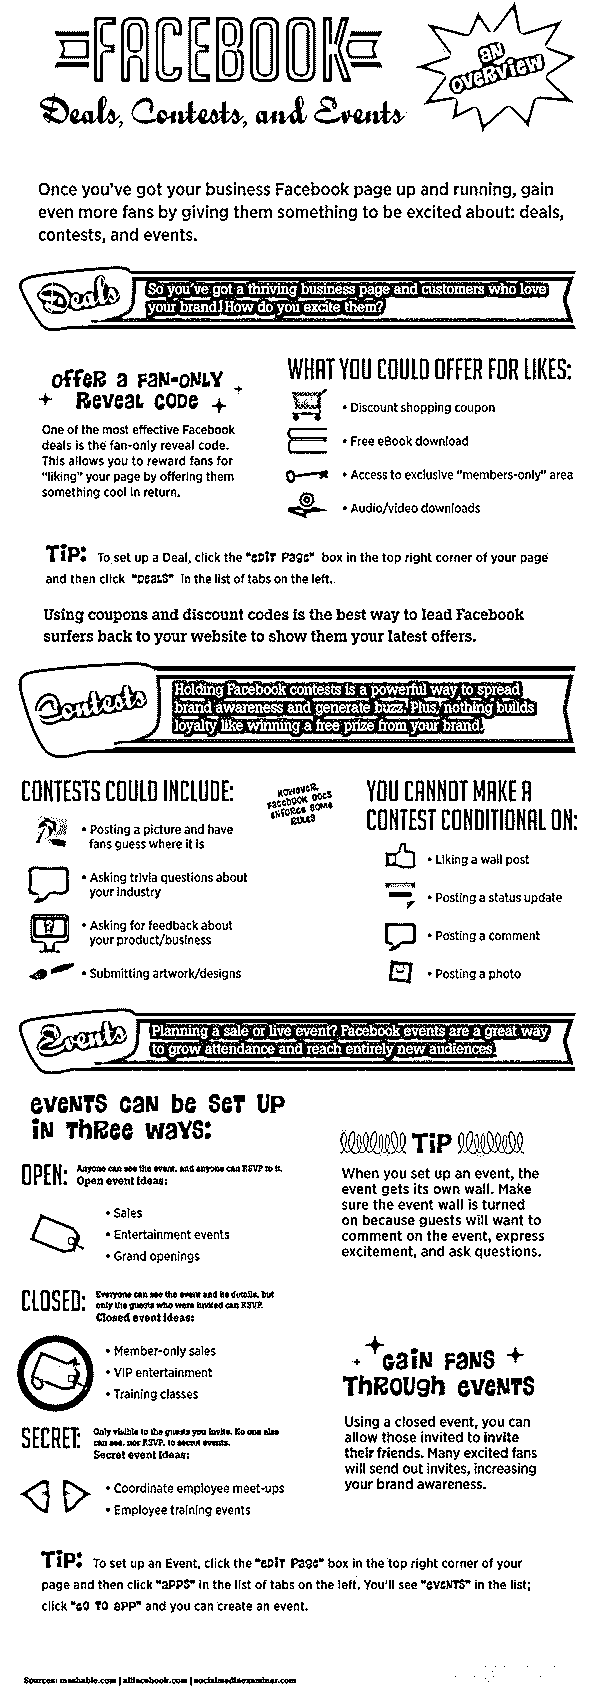 FACEBOOK
Deals, Contests, and Events
AN
OVERVIEW
Once you've got your business Facebook page up and running, gain
even more fans by giving them something to be excited about: deals,
contests, and events.
Deals
So you've got a thriving business page and customers who love
your brand! How do you excite them?
OFFER A FAN-ONLY
REVEAL CODE
One of the most effective Facebook
deals is the fan-only reveal code.
This allows you to reward fans for
"liking" your page by offering them
something cool in return.
WHAT YOU COULD OFFER FOR LIKES:
• Discount shopping coupon
• Free eBook download
• Access to exclusive "members-only" area
• Audio/video downloads
TIP: To set up a Deal, click the "EDIT PAGE" box in the top right corner of your page
and then click "DEALS" in the list of tabs on the left.
Using coupons and discount codes is the best way to lead Facebook
surfers back to your website to show them your latest offers.
Contests
Holding Facebook contests is a powerful way to spread
brand awareness and generate buzz. Plus, nothing builds
loyalty like winning a free prize from your brand.
CONTESTS COULD INCLUDE:
• Posting a picture and have
fans guess where it is
• Asking trivia questions about
your industry
• Asking for feedback about
your product/business
• Submitting artwork/designs
HOWEVER,
FACEBOOK DOES
ENFORCE SOME
RULES
YOU CANNOT MAKE A
CONTEST CONDITIONAL ON:
• Liking a wall post
• Posting a status update
• Posting a comment
• Posting a photo
Events
Planning a sale or live event? Facebook events are a great way
to grow attendance and reach entirely new audiences.
EVENTS CAN BE SET UP
IN THREE WAYS:
OPEN: Anyone can see the event, and anyone can RSVP to it.
Open event ideas:
• Sales
• Entertainment events
• Grand openings
CLOSED: Everyone can see the event and its details, but
only the guests who were invited can RSVP.
Closed event ideas:
• Member-only sales
• VIP entertainment
• Training classes
SECRET: Only visible to the guests you invite. No one else
can see, nor RSVP, to secret events.
Secret event ideas:
• Coordinate employee meet-ups
• Employee training events
TIP
When you set up an event, the
event gets its own wall. Make
sure the event wall is turned
on because guests will want to
comment on the event, express
excitement, and ask questions.
GAIN FANS
THROUGH EVENTS
Using a closed event, you can
allow those invited to invite
their friends. Many excited fans
will send out invites, increasing
your brand awareness.
TIP: To set up an Event, click the "EDIT PAGE" box in the top right corner of your
page and then click "APPS" in the list of tabs on the left. You'll see "EVENTS" in the list;
click "GO TO APP" and you can create an event.
Sources: mashable.com | allfacebook.com | socialmediaexaminer.com